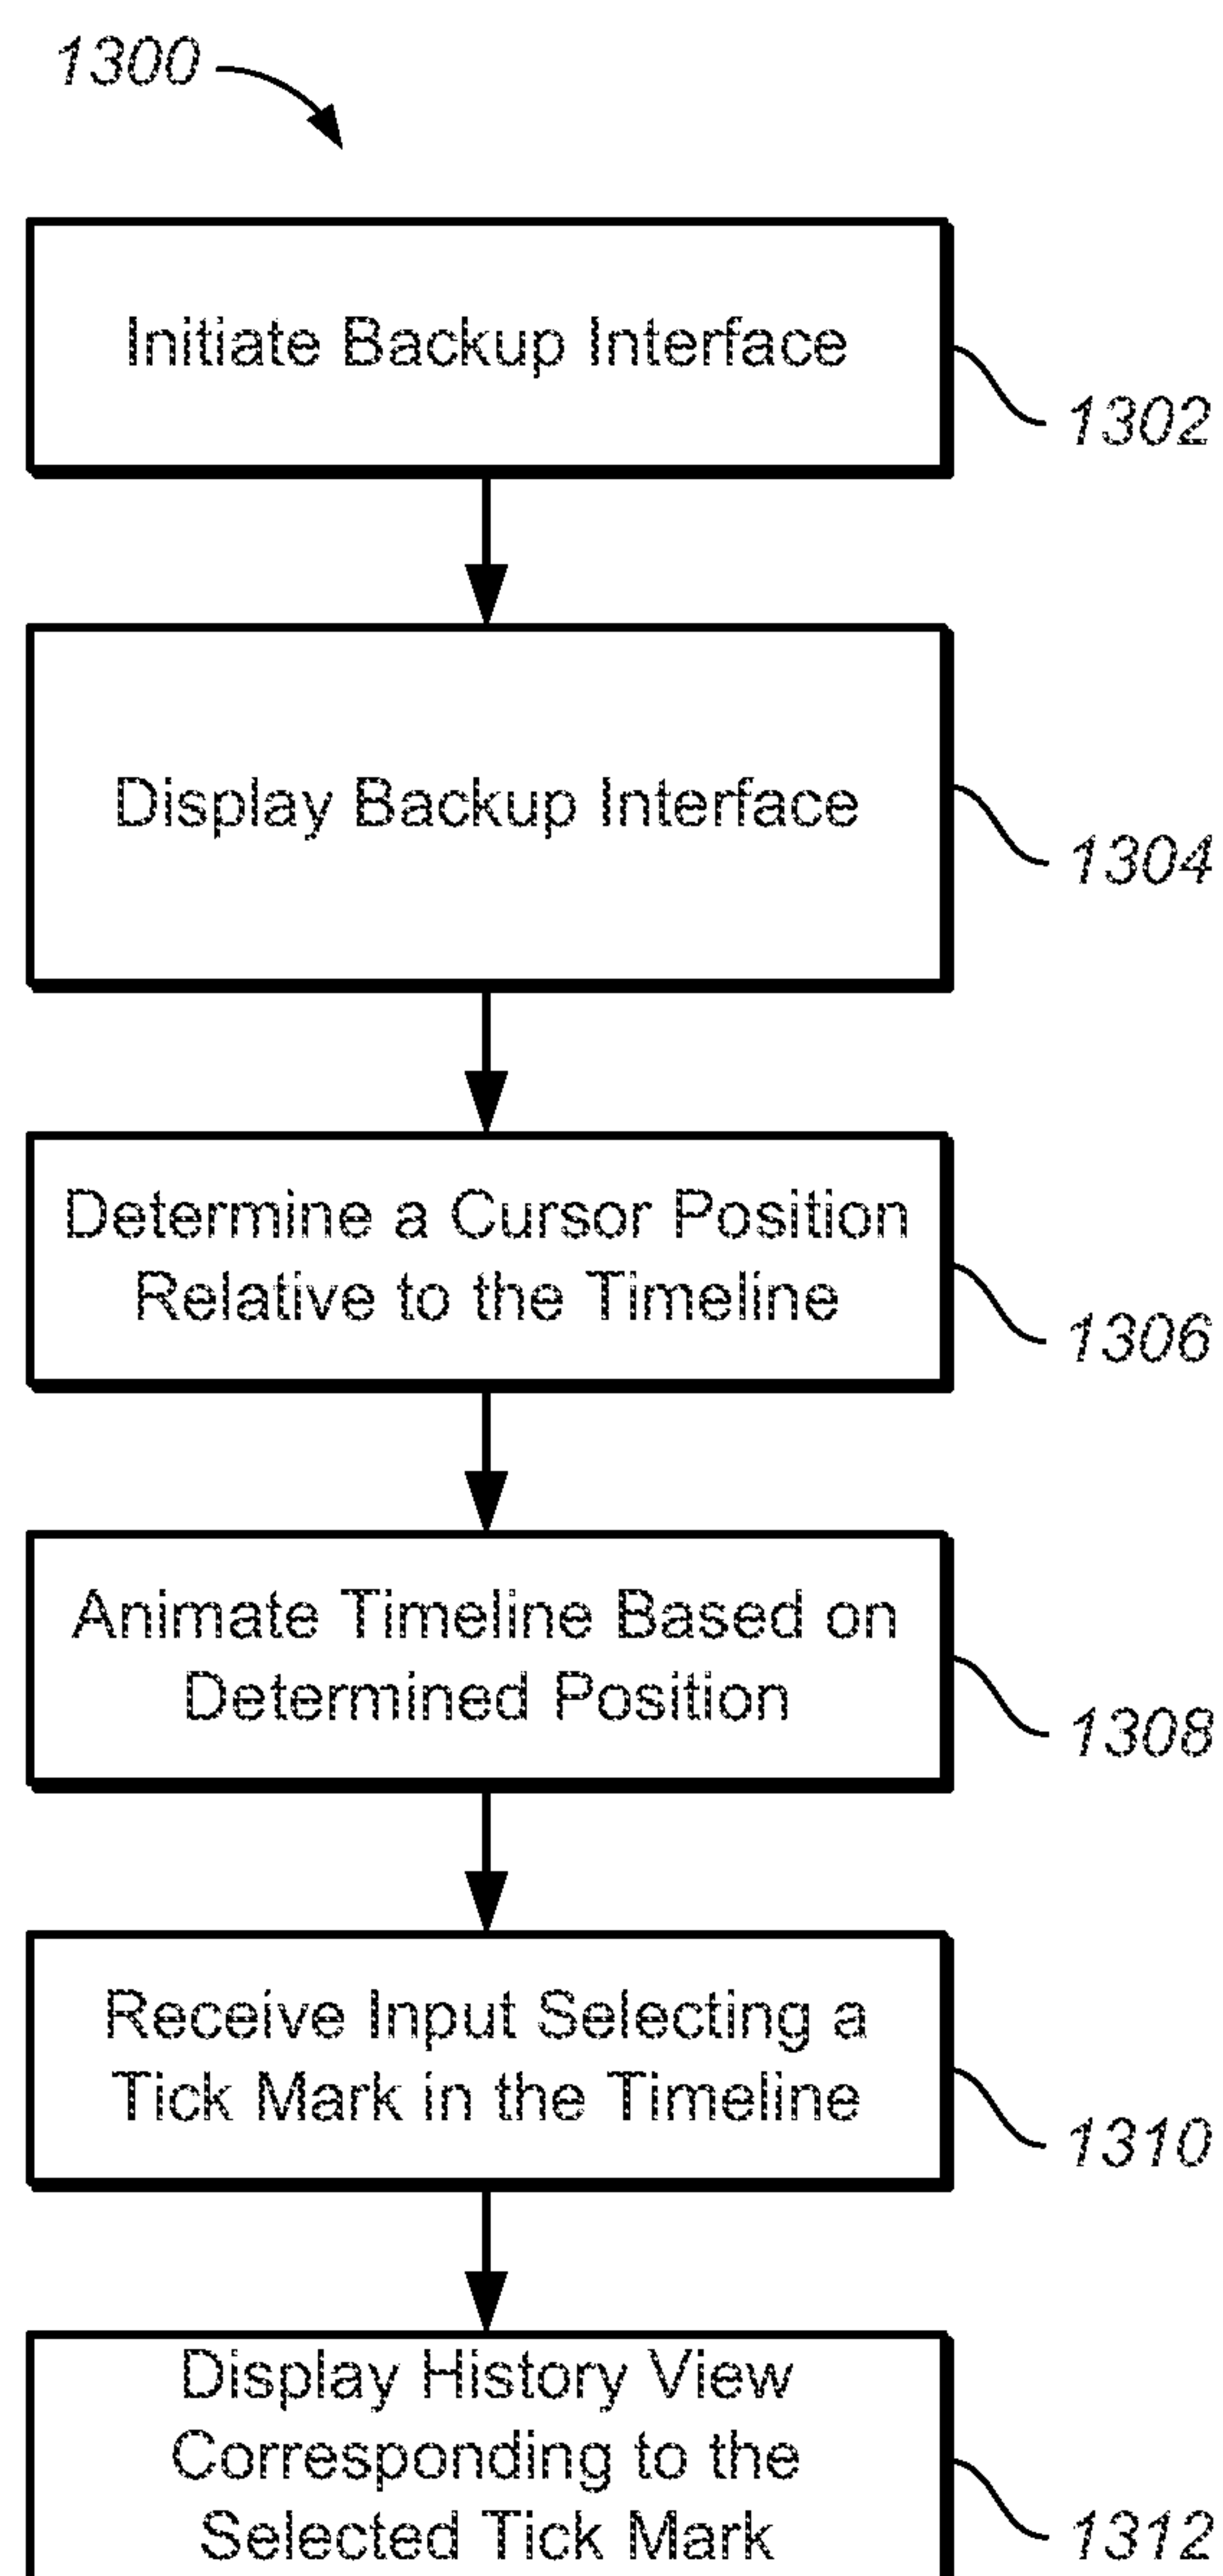 1300
Initiate Backup Interface
1302
Display Backup Interface
1304
Determine a Cursor Position
Relative to the Timeline
1306
Animate Timeline Based on
Determined Position
1308
Receive Input Selecting a
Tick Mark in the Timeline
1310
Display History View
Corresponding to the
Selected Tick Mark
1312